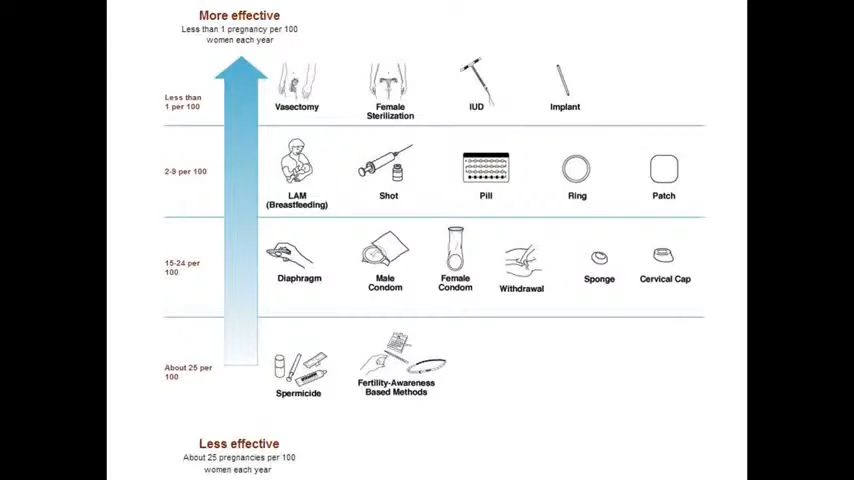 More effective
Less than 1 pregnancy per 100
women each year
Less than
1 per 100
Vasectomy
Female
Sterilization
IUD
Implant
2-9 per 100
LAM
(Breastfeeding)
Shot
Pill
Ring
Patch
15-24 per
100
Diaphragm
Male
Condom
Female
Condom
Withdrawal
Sponge
Cervical Cap
About 25 per
100
Spermicide
Fertility-Awareness
Based Methods
Less effective
About 25 pregnancies per 100
women each year